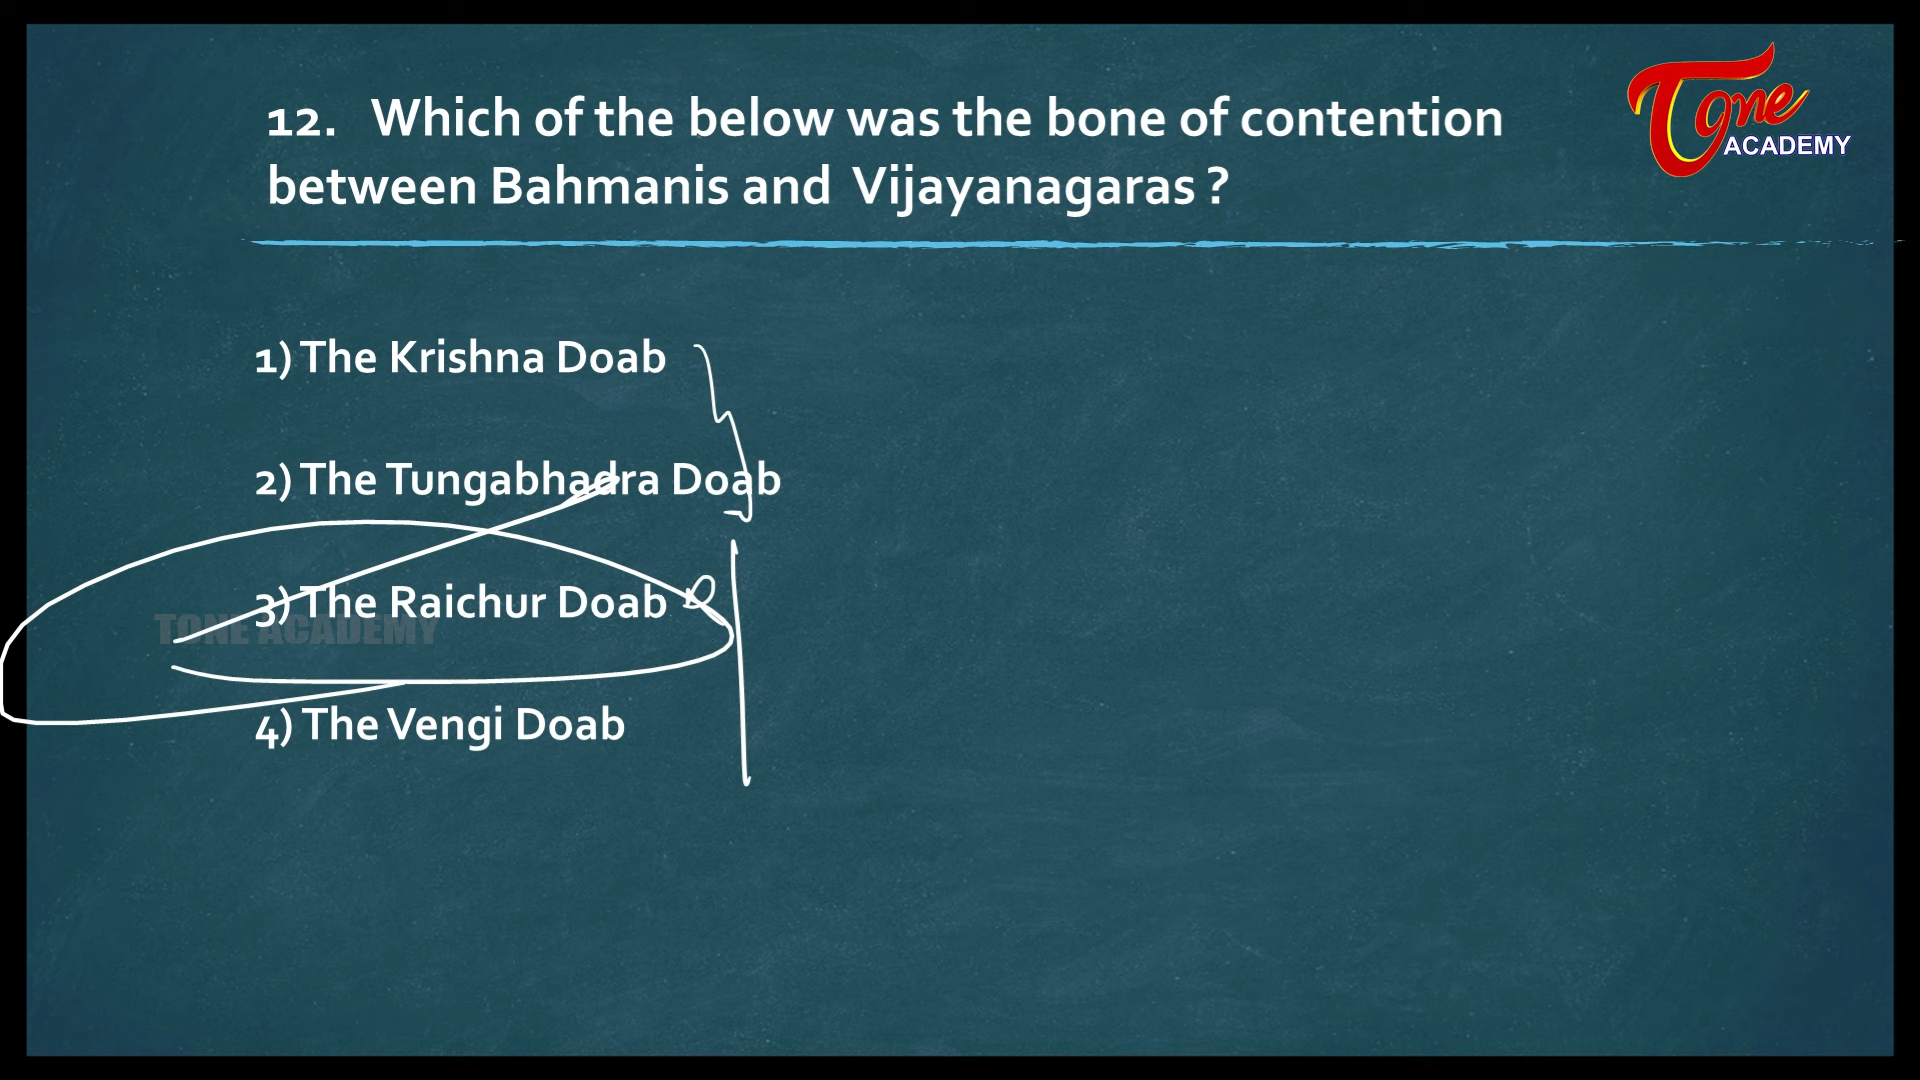 Tone
ACADEMY
12. Which of the below was the bone of contention
between Bahmanis and Vijayanagaras ?
1) The Krishna Doab
2) The Tungabhadra Doab
3) The Raichur Doab
TONE ACADEMY
4) The Vengi Doab